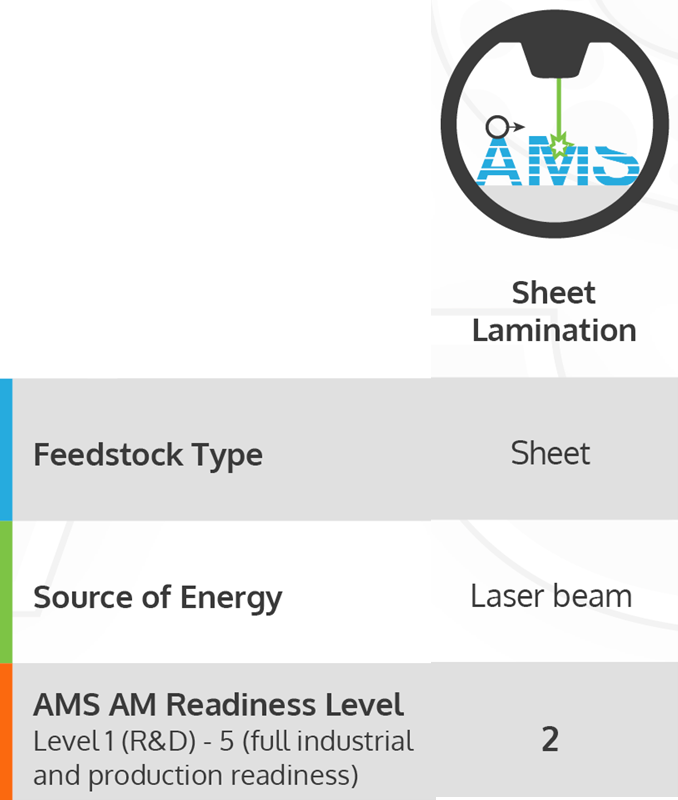 AMS
Sheet
Lamination
Feedstock Type
Sheet
Source of Energy
Laser beam
AMS AM Readiness Level
Level 1 (R&D) - 5 (full industrial
and production readiness)
2